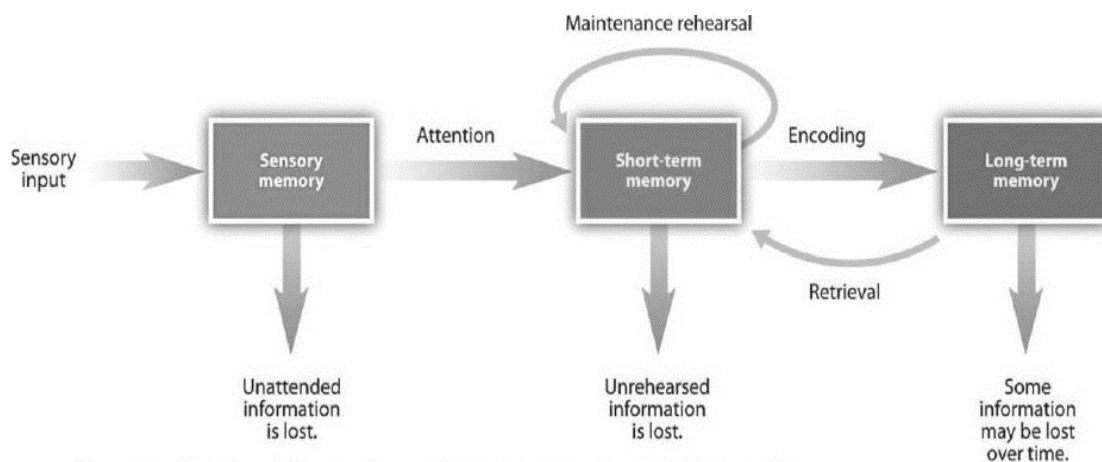 Maintenance rehearsal
Sensory
input
Sensory
memory
Attention
Short-term
memory
Encoding
Long-term
memory
Retrieval
Unattended
information
is lost.
Unrehearsed
information
is lost.
Some
information
may be lost
over time.